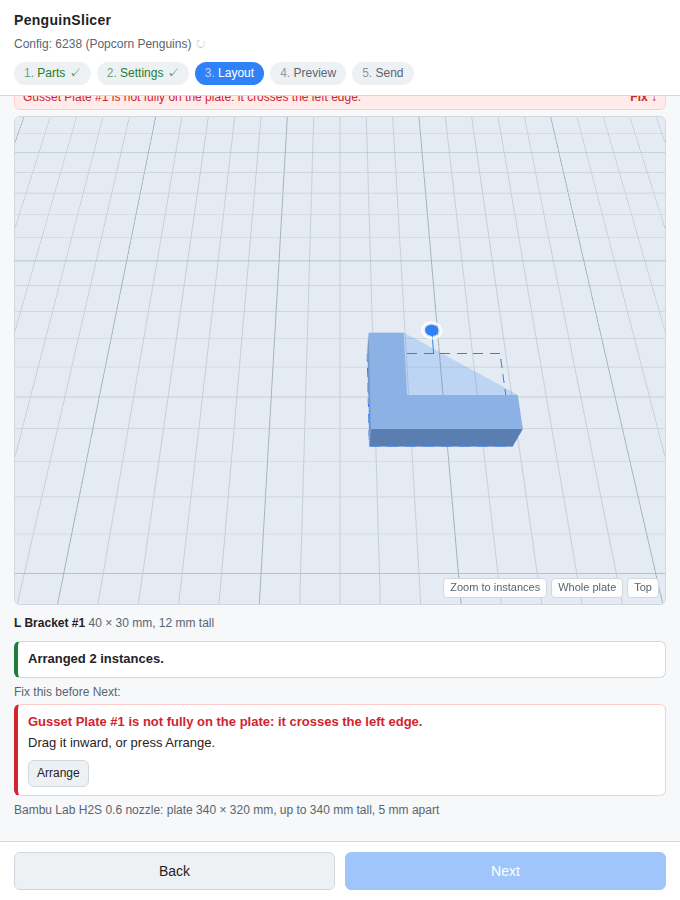 PenguinSlicer
Config: 6238 (Popcorn Penguins)
1. Parts ✓ 2. Settings ✓ 3. Layout 4. Preview 5. Send
Gusset Plate #1 is not fully on the plate: it crosses the left edge. Fix ↓
Zoom to instances Whole plate Top
L Bracket #1 40 × 30 mm, 12 mm tall
Arranged 2 instances.
Fix this before Next:
Gusset Plate #1 is not fully on the plate: it crosses the left edge.
Drag it inward, or press Arrange.
Arrange
Bambu Lab H2S 0.6 nozzle: plate 340 × 320 mm, up to 340 mm tall, 5 mm apart
Back Next